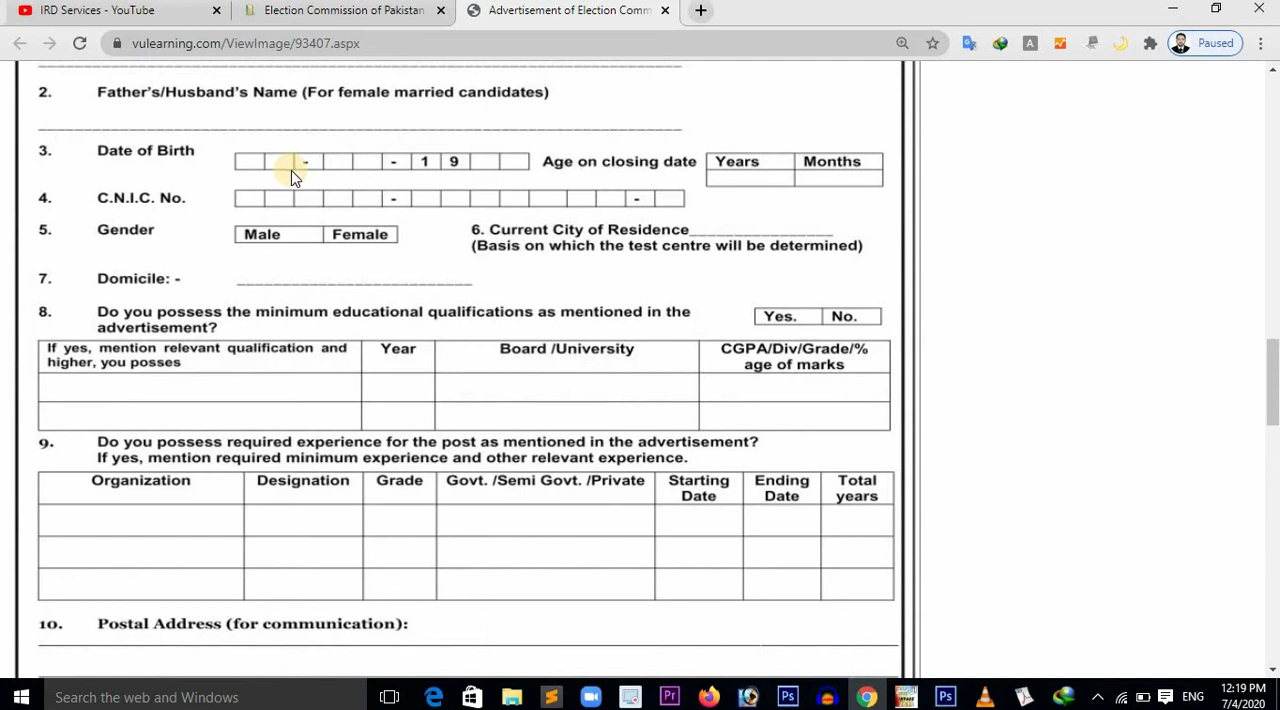 IRD Services - YouTube
Election Commission of Pakistan
Advertisement of Election Comm
vulearning.com/ViewImage/93407.aspx
Paused
2. Father's/Husband's Name (For female married candidates)
3. Date of Birth - - 1 9 Age on closing date Years Months
4. C.N.I.C. No. - -
5. Gender Male Female 6. Current City of Residence_______________
(Basis on which the test centre will be determined)
7. Domicile: - _________________________
8. Do you possess the minimum educational qualifications as mentioned in the Yes. No.
advertisement?
If yes, mention relevant qualification and Year Board /University CGPA/Div/Grade/%
higher, you posses age of marks
9. Do you possess required experience for the post as mentioned in the advertisement?
If yes, mention required minimum experience and other relevant experience.
Organization Designation Grade Govt. /Semi Govt. /Private Starting Ending Total
Date Date years
10. Postal Address (for communication):
Search the web and Windows
ENG
12:19 PM
7/4/2020